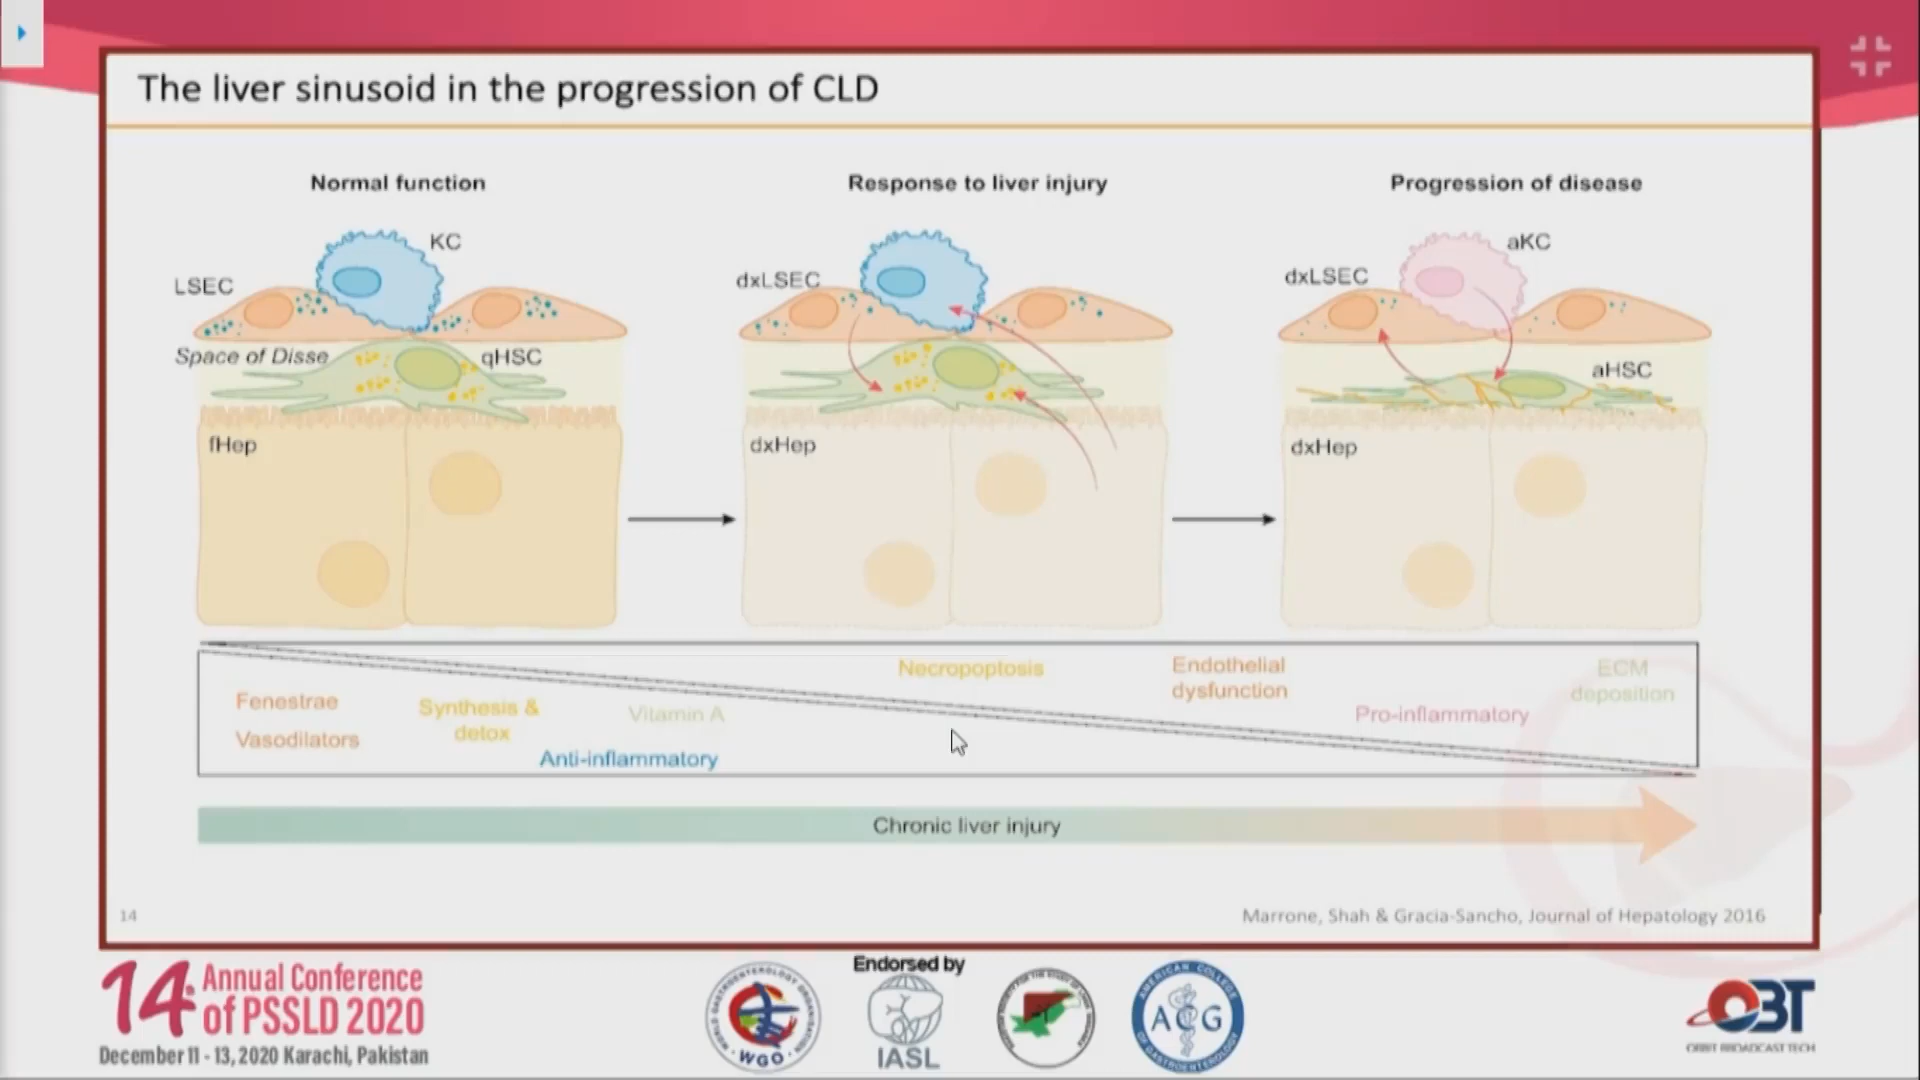 The liver sinusoid in the progression of CLD
Normal function
Response to liver injury
Progression of disease
KC
LSEC
Space of Disse
qHSC
fHep
dxLSEC
dxHep
aKC
dxLSEC
aHSC
dxHep
Fenestrae
Vasodilators
Synthesis &
detox
Vitamin A
Anti-inflammatory
Necropoptosis
Endothelial
dysfunction
Pro-inflammatory
ECM
deposition
Chronic liver injury
14
Marrone, Shah & Gracia-Sancho, Journal of Hepatology 2016
14th Annual Conference
of PSSLD 2020
December 11 - 13, 2020 Karachi, Pakistan
Endorsed by
WORLD GASTROENTEROLOGY ORGANISATION
WGO
IASL
AMERICAN COLLEGE
ACG
OF GASTROENTEROLOGY
OBT
ORBIT BROADCAST TECH